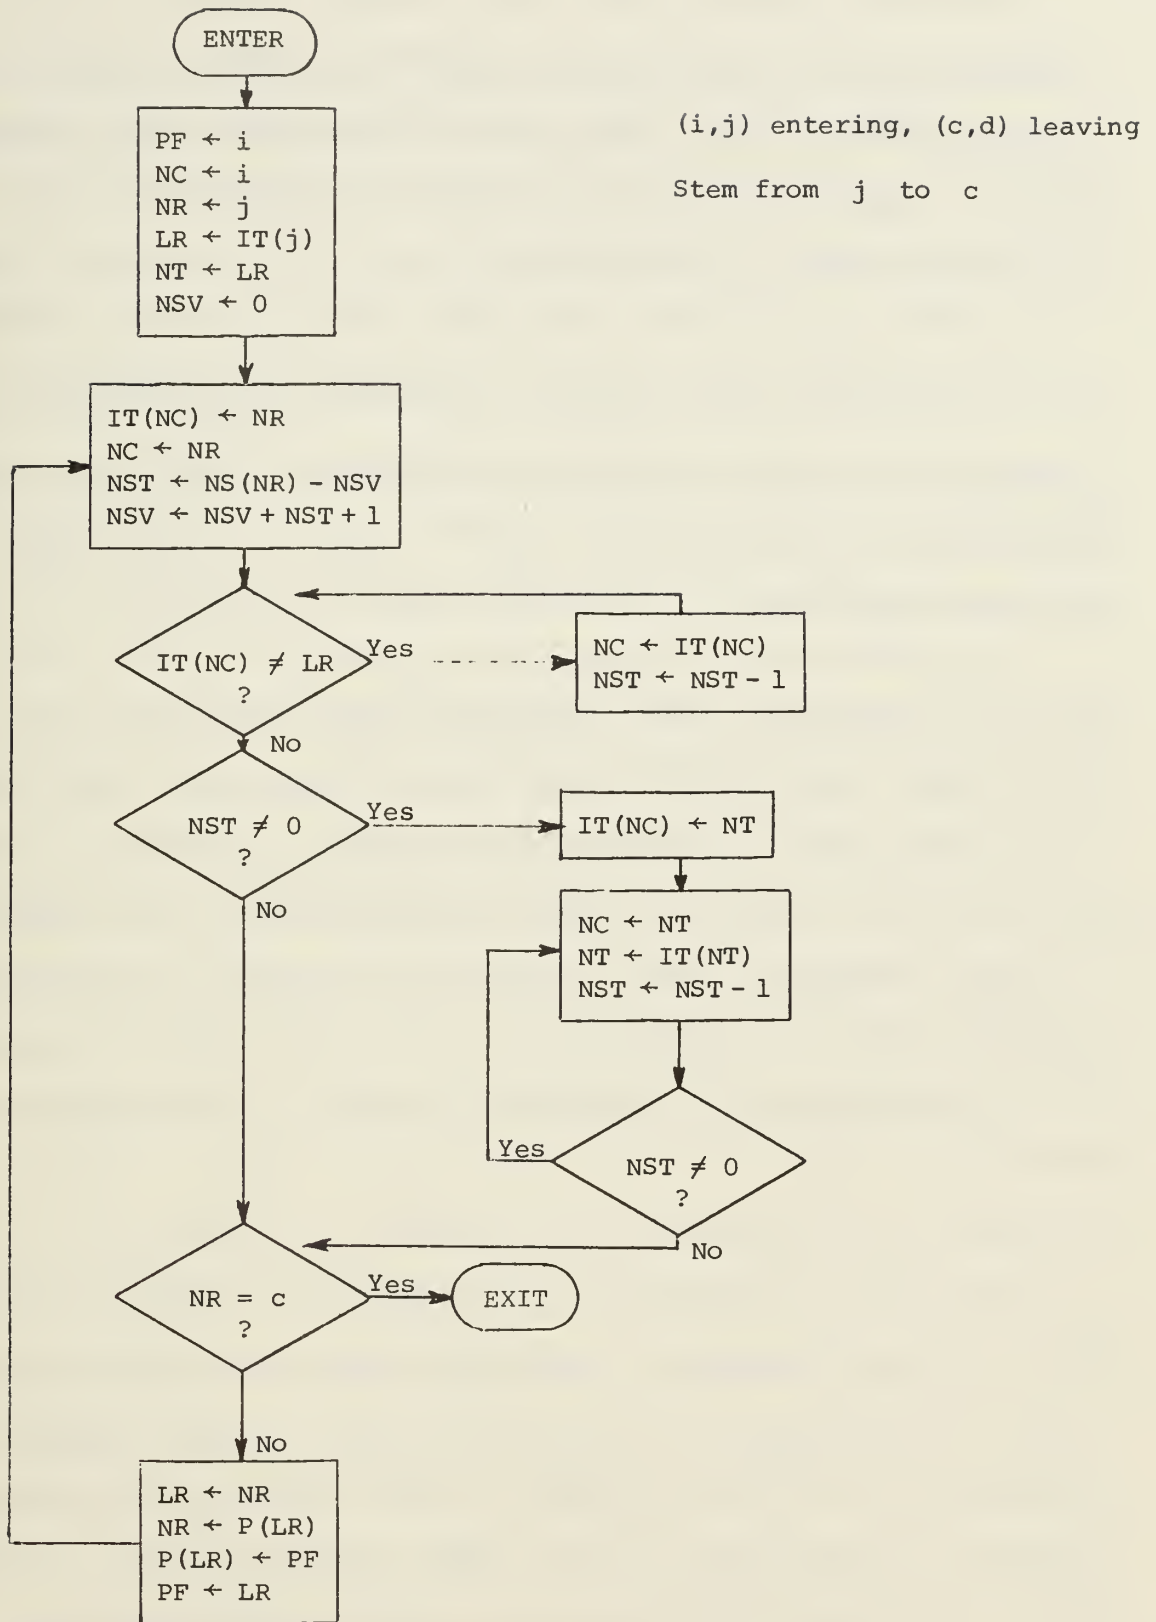 ENTER
PF ← i
NC ← i
NR ← j
LR ← IT(j)
NT ← LR
NSV ← 0
(i,j) entering, (c,d) leaving
Stem from j to c
IT(NC) ← NR
NC ← NR
NST ← NS(NR) - NSV
NSV ← NSV + NST + 1
IT(NC) ≠ LR
?
Yes
NC ← IT(NC)
NST ← NST - 1
No
NST ≠ 0
?
Yes
IT(NC) ← NT
No
NC ← NT
NT ← IT(NT)
NST ← NST - 1
Yes
NST ≠ 0
?
No
NR = c
?
Yes
EXIT
No
LR ← NR
NR ← P(LR)
P(LR) ← PF
PF ← LR